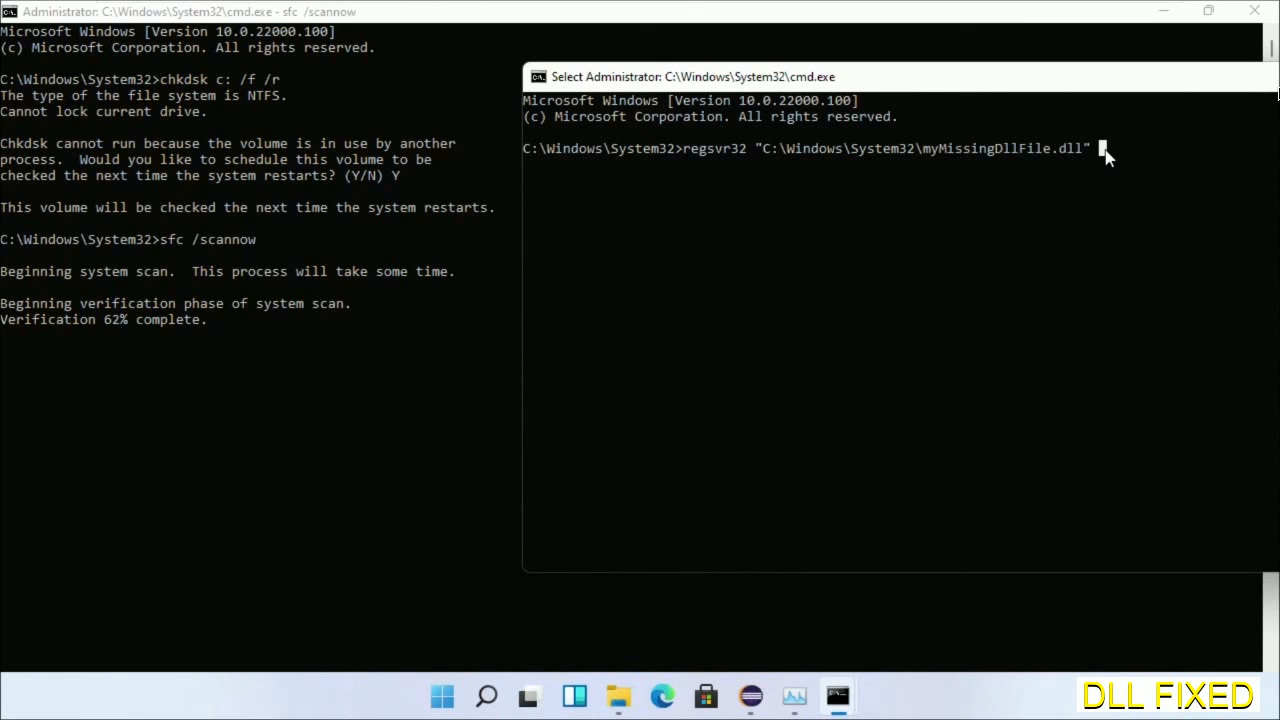 Administrator: C:\Windows\System32\cmd.exe - sfc /scannow
Microsoft Windows [Version 10.0.22000.100]
(c) Microsoft Corporation. All rights reserved.
C:\Windows\System32>chkdsk c: /f /r
The type of the file system is NTFS.
Cannot lock current drive.
Chkdsk cannot run because the volume is in use by another
process.  Would you like to schedule this volume to be
checked the next time the system restarts? (Y/N) Y
This volume will be checked the next time the system restarts.
C:\Windows\System32>sfc /scannow
Beginning system scan.  This process will take some time.
Beginning verification phase of system scan.
Verification 62% complete.
Select Administrator: C:\Windows\System32\cmd.exe
Microsoft Windows [Version 10.0.22000.100]
(c) Microsoft Corporation. All rights reserved.
C:\Windows\System32>regsvr32 "C:\Windows\System32\myMissingDllFile.dll"
DLL FIXED